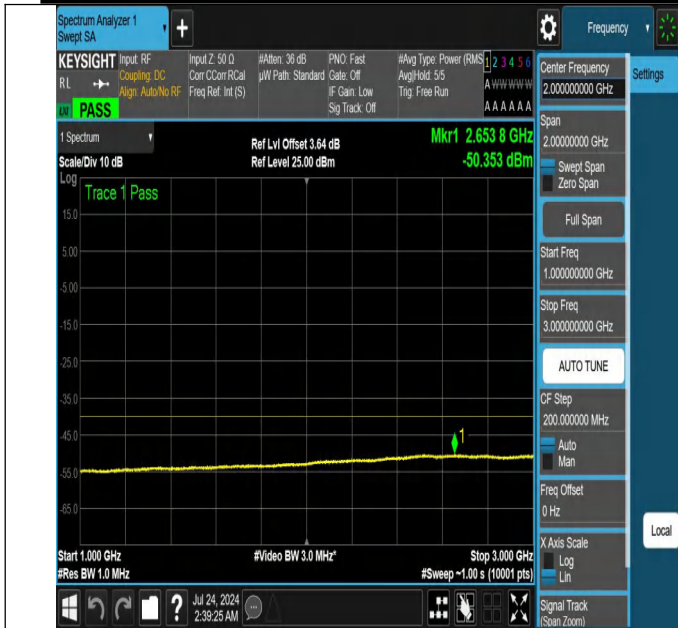 Spectrum Analyzer 1
Swept SA
Frequency
KEYSIGHT
RL
Input: RF
Coupling: DC
Align: Auto/No RF
Input Z: 50 Ω
Corr CCorr RCal
Freq Ref: Int (S)
#Atten: 36 dB
µW Path: Standard
PNO: Fast
Gate: Off
IF Gain: Low
Sig Track: Off
#Avg Type: Power (RMS
Avg|Hold: 5/5
Trig: Free Run
1 2 3 4 5 6
A W W W W W
A A A A A A
LXI PASS
1 Spectrum
Scale/Div 10 dB
Ref Lvl Offset 3.64 dB
Ref Level 25.00 dBm
Mkr1 2.653 8 GHz
-50.353 dBm
Log
Trace 1 Pass
15.0
5.00
-5.00
-15.0
-25.0
-35.0
-45.0
-55.0
-65.0
1
Start 1.000 GHz
#Res BW 1.0 MHz
#Video BW 3.0 MHz*
Stop 3.000 GHz
#Sweep ~1.00 s (10001 pts)
Jul 24, 2024
2:39:25 AM
Center Frequency
2.00000000 GHz
Settings
Span
2.00000000 GHz
Swept Span
Zero Span
Full Span
Start Freq
1.000000000 GHz
Stop Freq
3.000000000 GHz
AUTO TUNE
CF Step
200.000000 MHz
Auto
Man
Freq Offset
0 Hz
X Axis Scale
Log
Lin
Local
Signal Track
(Span Zoom)